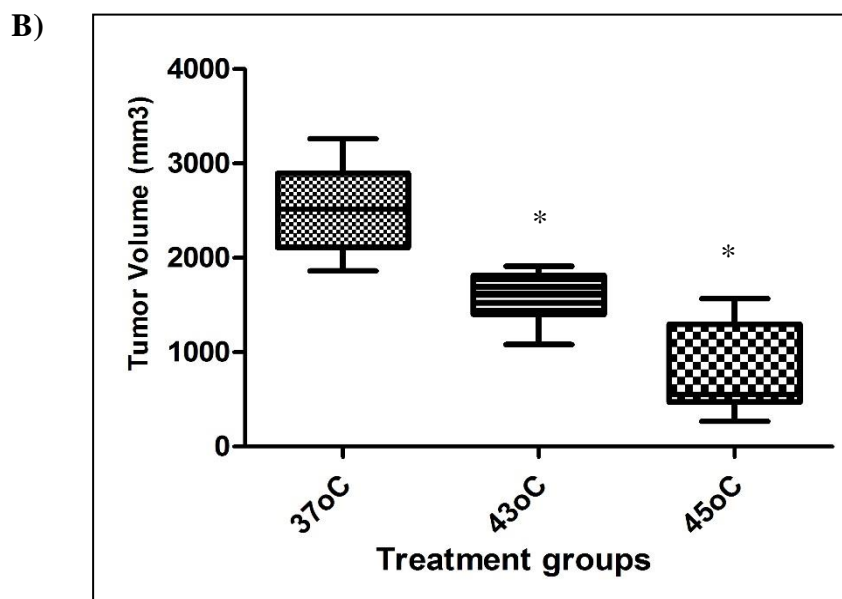 B)
Tumor Volume (mm3)
4000
3000
2000
1000
0
*
*
37oC
43oC
45oC
Treatment groups